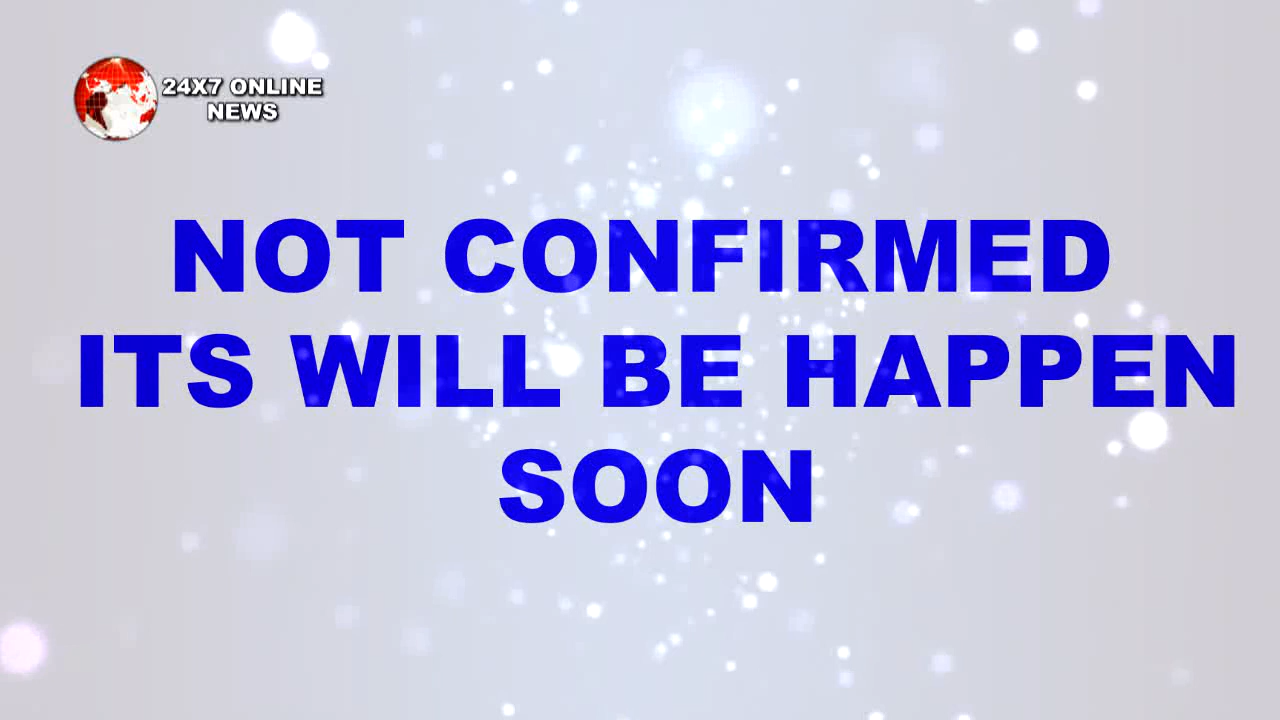 24X7 ONLINE
NEWS
NOT CONFIRMED
ITS WILL BE HAPPEN
SOON